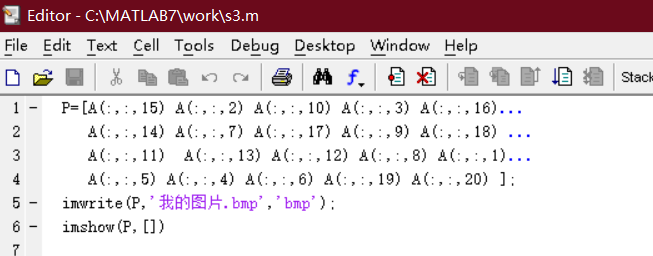 Editor - C:\MATLAB7\work\s3.m
File Edit Text Cell Tools Debug Desktop Window Help
Stack
1 - P=[A(:,:,15) A(:,:,2) A(:,:,10) A(:,:,3) A(:,:,16)...
2 A(:,:,14) A(:,:,7) A(:,:,17) A(:,:,9) A(:,:,18) ...
3 A(:,:,11)  A(:,:,13) A(:,:,12) A(:,:,8) A(:,:,1)...
4 A(:,:,5) A(:,:,4) A(:,:,6) A(:,:,19) A(:,:,20) ];
5 - imwrite(P,'我的图片.bmp','bmp');
6 - imshow(P,[])
7